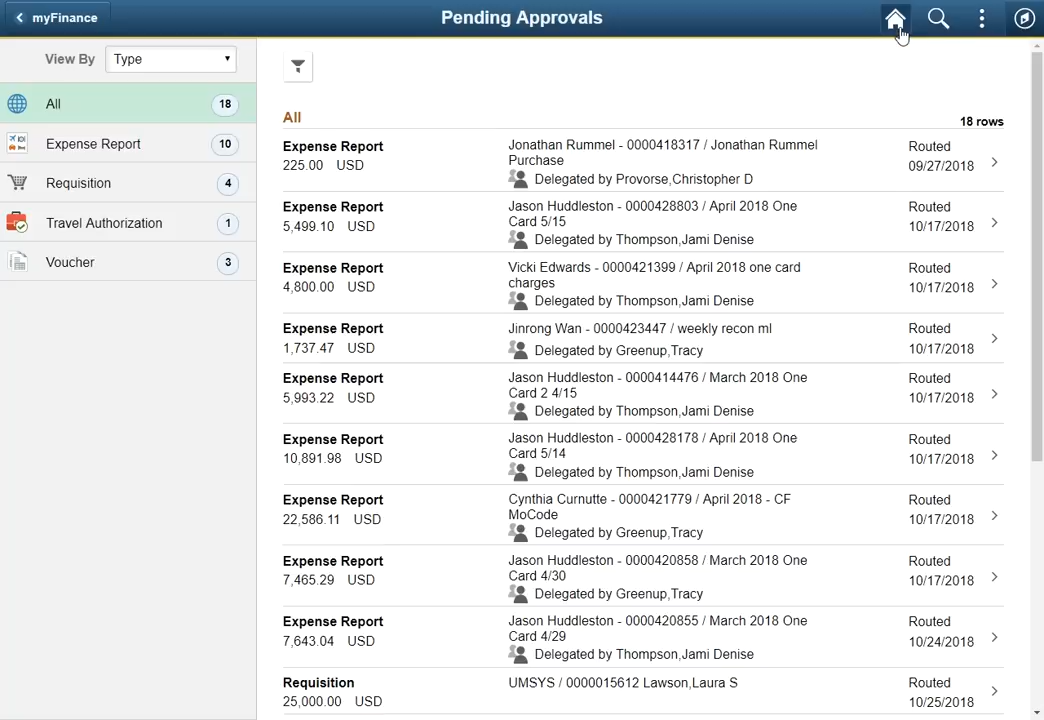 myFinance
Pending Approvals
View By Type
All 18
Expense Report 10
Requisition 4
Travel Authorization 1
Voucher 3
All
18 rows
Expense Report
225.00 USD
Jonathan Rummel - 0000418317 / Jonathan Rummel
Purchase
Delegated by Provorse,Christopher D
Routed
09/27/2018
Expense Report
5,499.10 USD
Jason Huddleston - 0000428803 / April 2018 One
Card 5/15
Delegated by Thompson,Jami Denise
Routed
10/17/2018
Expense Report
4,800.00 USD
Vicki Edwards - 0000421399 / April 2018 one card
charges
Delegated by Thompson,Jami Denise
Routed
10/17/2018
Expense Report
1,737.47 USD
Jinrong Wan - 0000423447 / weekly recon ml
Delegated by Greenup,Tracy
Routed
10/17/2018
Expense Report
5,993.22 USD
Jason Huddleston - 0000414476 / March 2018 One
Card 2 4/15
Delegated by Thompson,Jami Denise
Routed
10/17/2018
Expense Report
10,891.98 USD
Jason Huddleston - 0000428178 / April 2018 One
Card 5/14
Delegated by Thompson,Jami Denise
Routed
10/17/2018
Expense Report
22,586.11 USD
Cynthia Curnutte - 0000421779 / April 2018 - CF
MoCode
Delegated by Greenup,Tracy
Routed
10/17/2018
Expense Report
7,465.29 USD
Jason Huddleston - 0000420858 / March 2018 One
Card 4/30
Delegated by Greenup,Tracy
Routed
10/17/2018
Expense Report
7,643.04 USD
Jason Huddleston - 0000420855 / March 2018 One
Card 4/29
Delegated by Thompson,Jami Denise
Routed
10/24/2018
Requisition
25,000.00 USD
UMSYS / 0000015612 Lawson,Laura S
Routed
10/25/2018